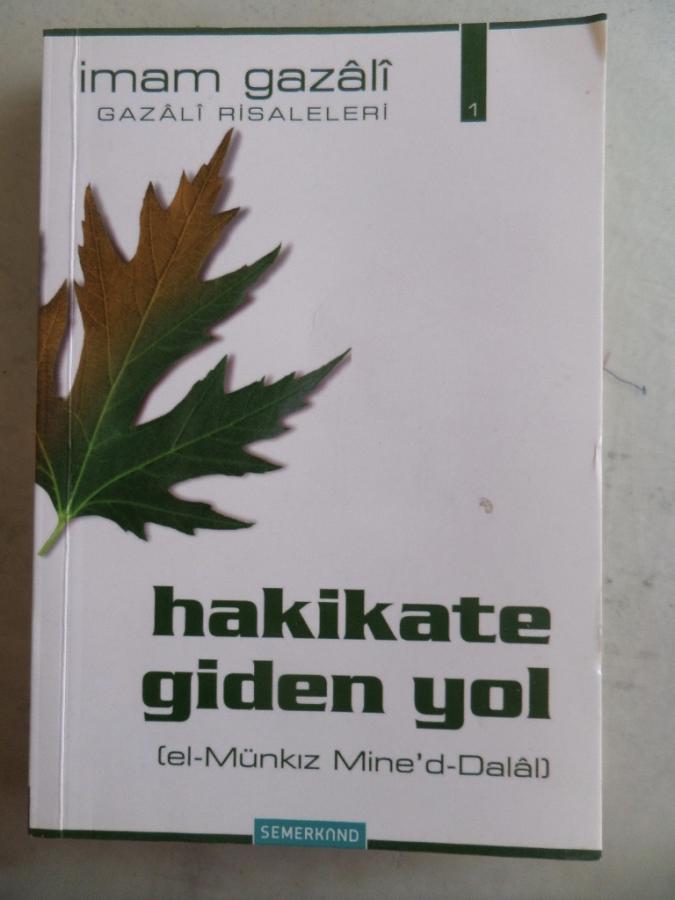 imam gazâlî
GAZÂLÎ RİSALELERİ
1
hakikate
giden yol
(el-Münkız Mine'd-Dalâl)
SEMERKAND